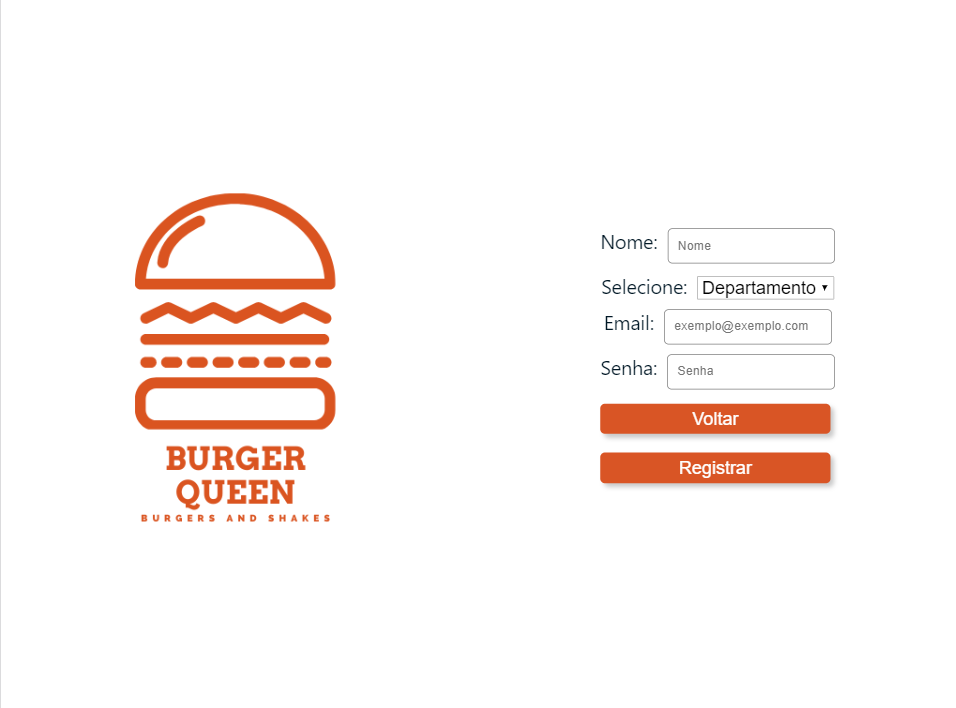 BURGER
QUEEN
BURGERS AND SHAKES
Nome: Nome
Selecione: Departamento
Email: exemplo@exemplo.com
Senha: Senha
Voltar
Registrar